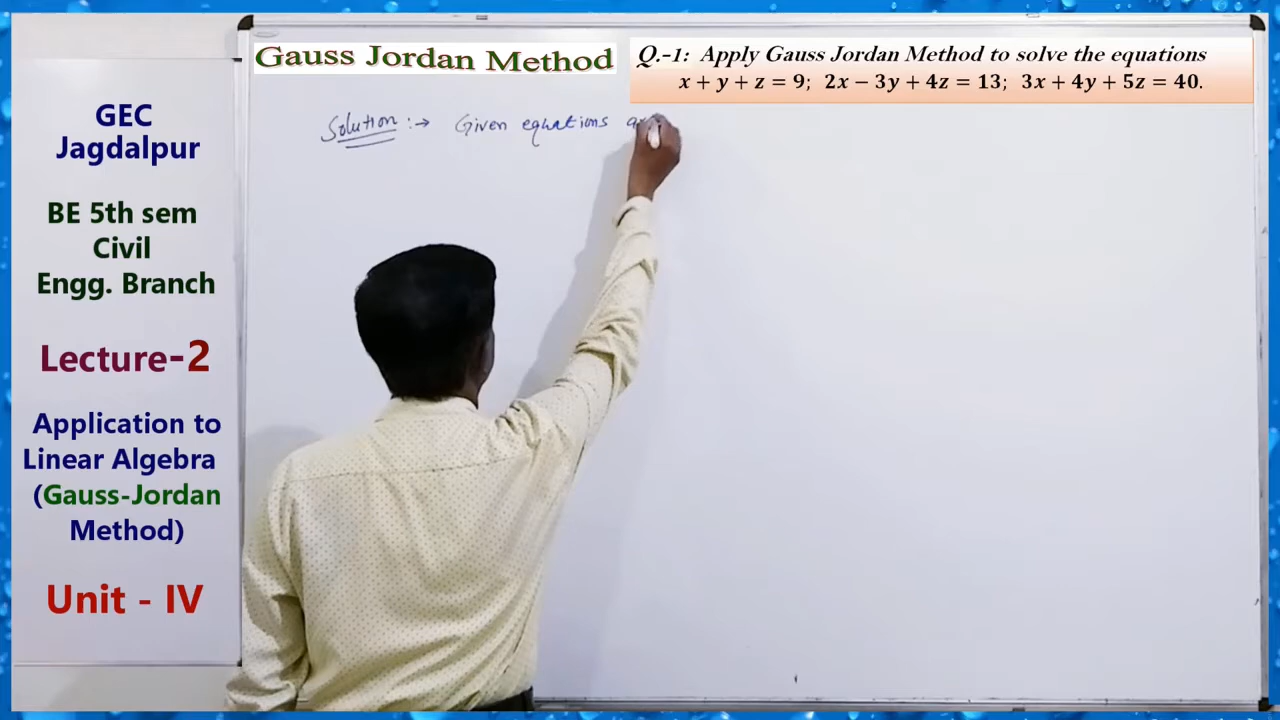 GEC
Jagdalpur
BE 5th sem
Civil
Engg. Branch
Lecture-2
Application to
Linear Algebra
(Gauss-Jordan
Method)
Unit - IV
Gauss Jordan Method
Q.-1: Apply Gauss Jordan Method to solve the equations
x + y + z = 9; 2x − 3y + 4z = 13; 3x + 4y + 5z = 40.
Solution :→ Given equations